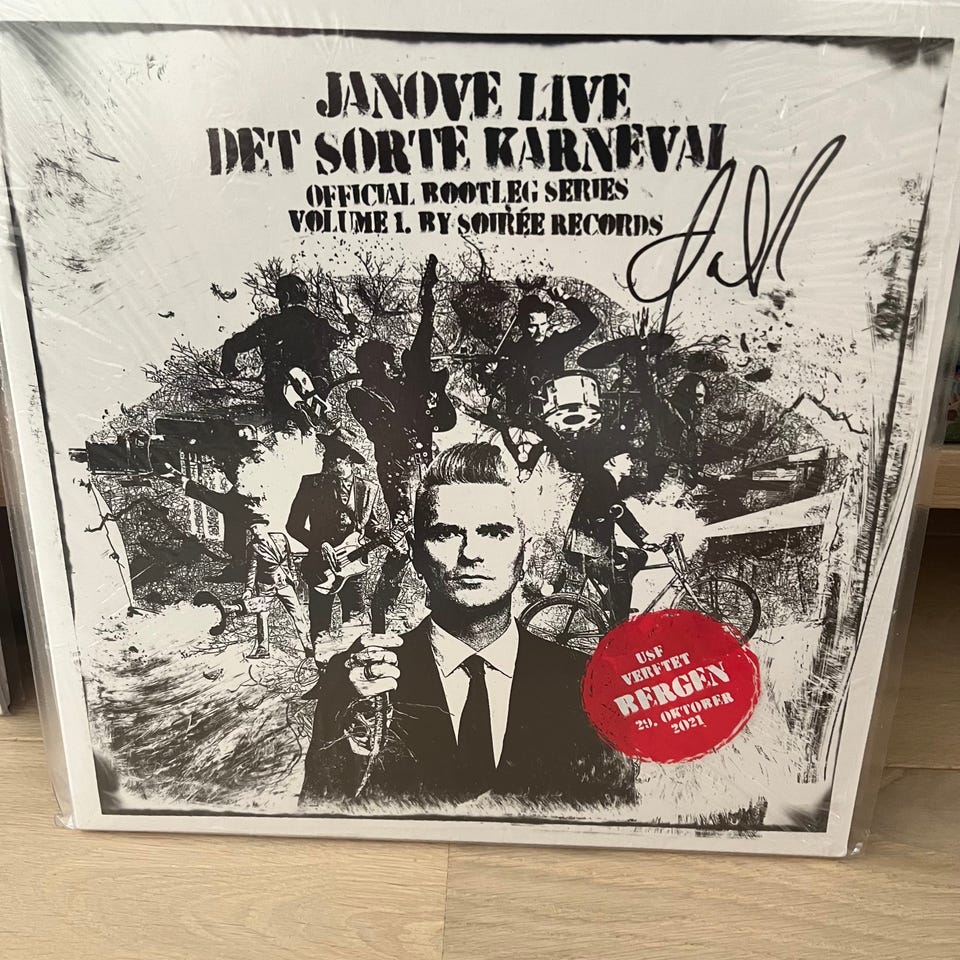 JANOVE LIVE
DET SORTE KARNEVAL
OFFICIAL BOOTLEG SERIES
VOLUME 1. BY SOIRÉE RECORDS
USF
VERFTET
BERGEN
29. OKTOBER
2021